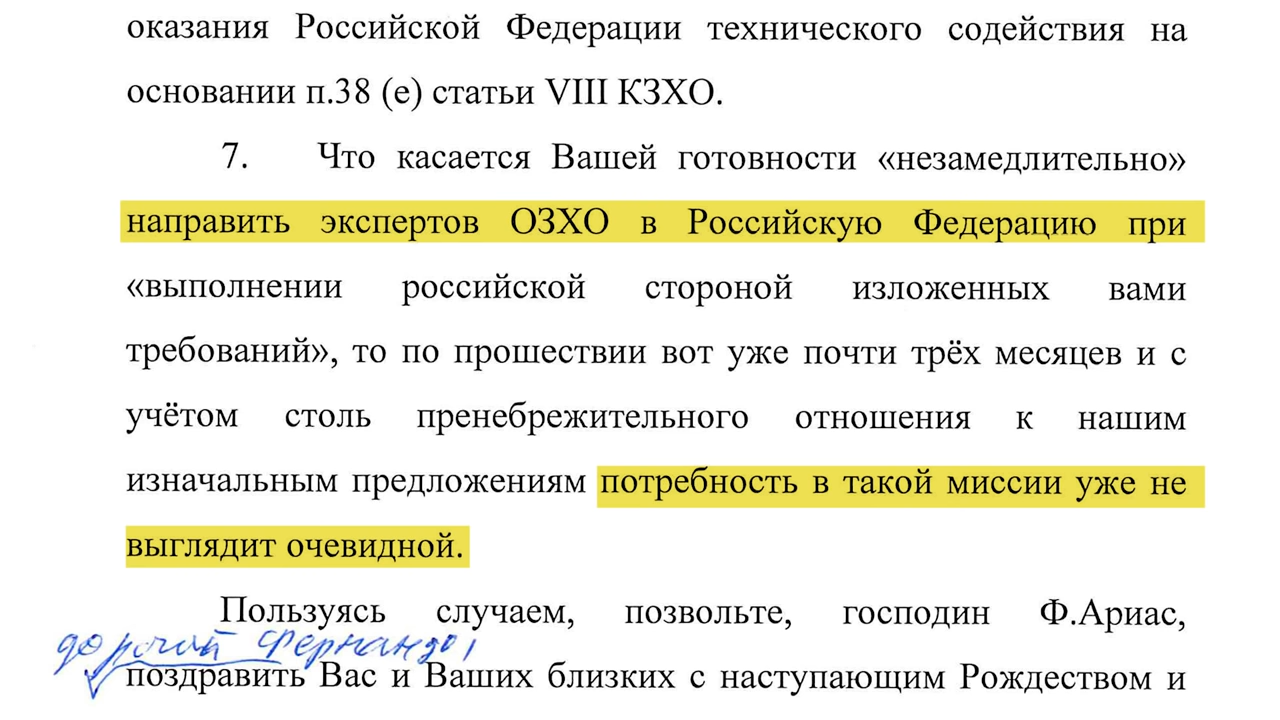 оказания Российской Федерации технического содействия на
основании п.38 (е) статьи VIII КЗХО.
7. Что касается Вашей готовности «незамедлительно»
направить экспертов ОЗХО в Российскую Федерацию при
«выполнении российской стороной изложенных вами
требований», то по прошествии вот уже почти трёх месяцев и с
учётом столь пренебрежительного отношения к нашим
изначальным предложениям потребность в такой миссии уже не
выглядит очевидной.
Пользуясь случаем, позвольте, господин Ф.Ариас,
дорогой Фернандо,
поздравить Вас и Ваших близких с наступающим Рождеством и